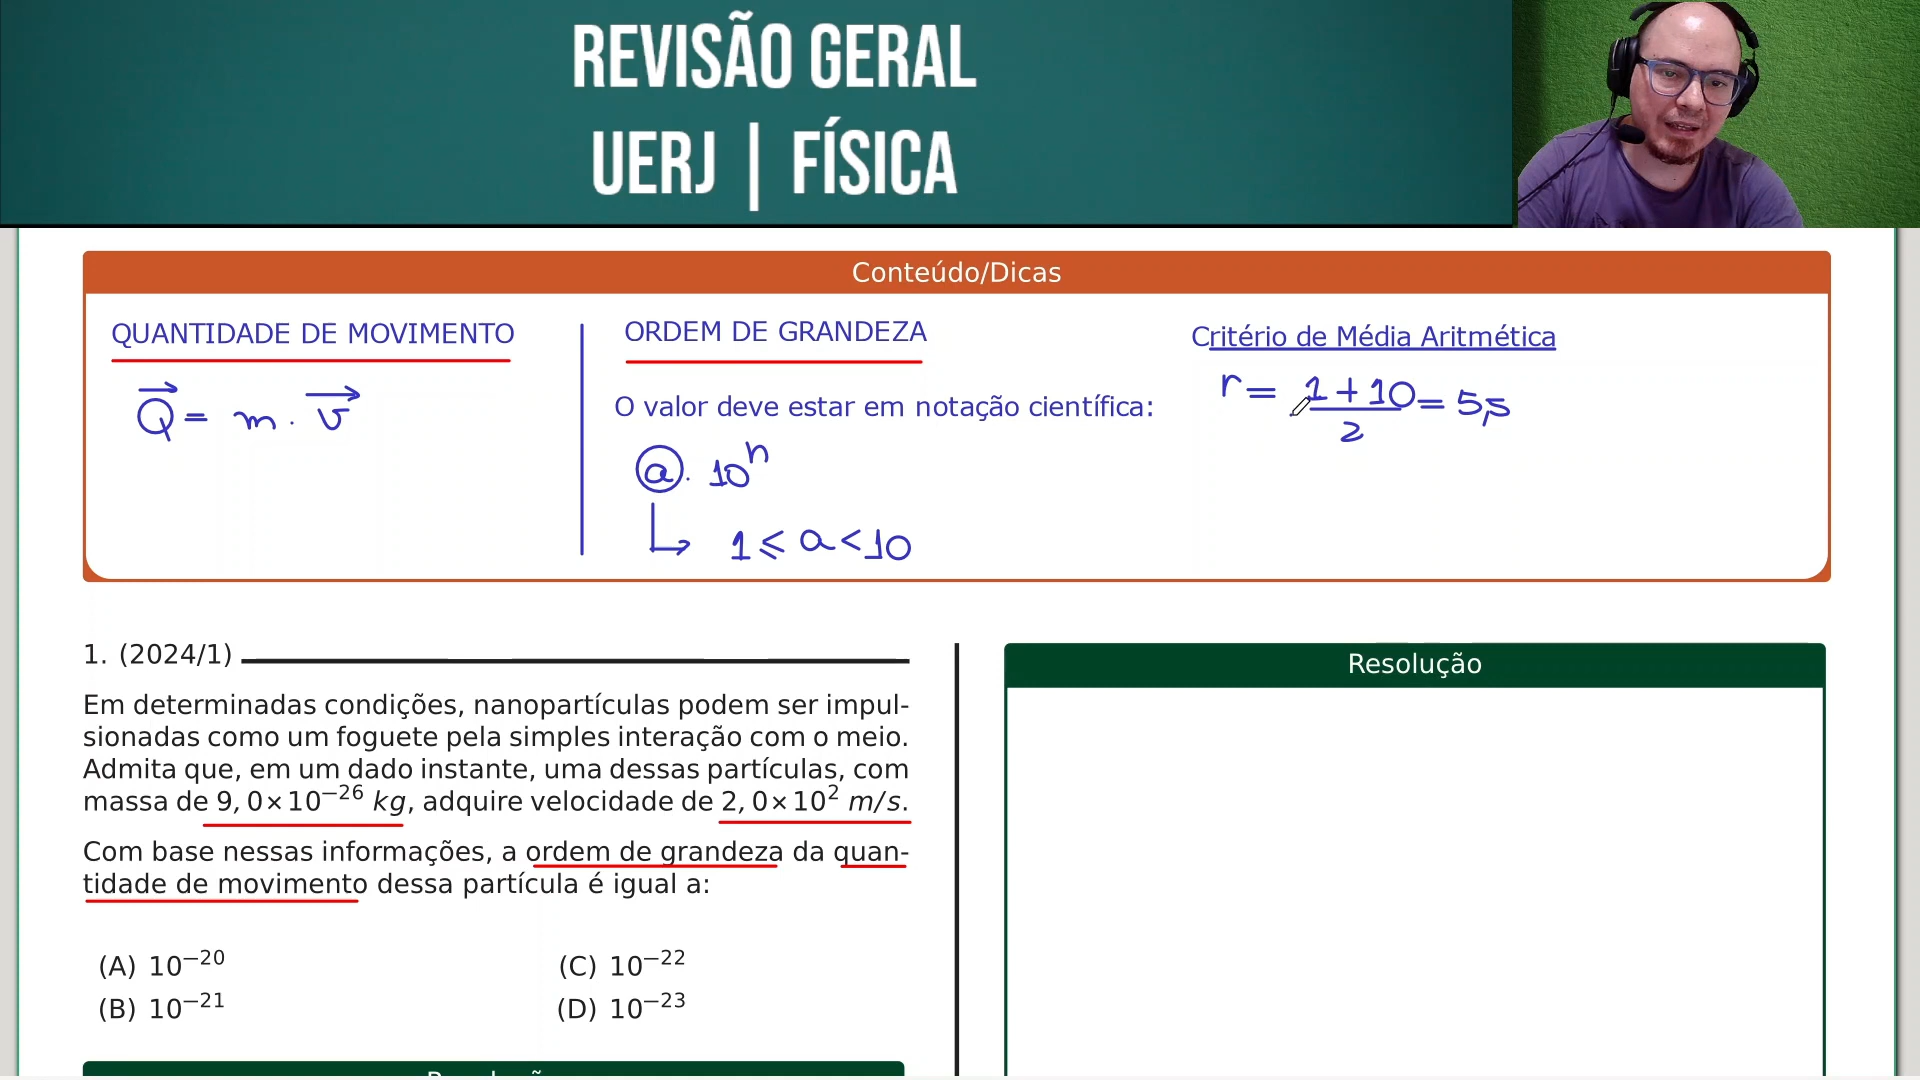 REVISÃO GERAL
UERJ | FÍSICA
Conteúdo/Dicas
QUANTIDADE DE MOVIMENTO
Q = m . v
ORDEM DE GRANDEZA
O valor deve estar em notação científica:
a . 10^n
1 ≤ a < 10
Critério de Média Aritmética
r = (1 + 10)/2 = 5,5
1. (2024/1)
Em determinadas condições, nanopartículas podem ser impul-
sionadas como um foguete pela simples interação com o meio.
Admita que, em um dado instante, uma dessas partículas, com
massa de 9, 0×10⁻²⁶ kg, adquire velocidade de 2, 0×10² m/s.
Com base nessas informações, a ordem de grandeza da quan-
tidade de movimento dessa partícula é igual a:
(A) 10⁻²⁰
(B) 10⁻²¹
(C) 10⁻²²
(D) 10⁻²³
Resolução